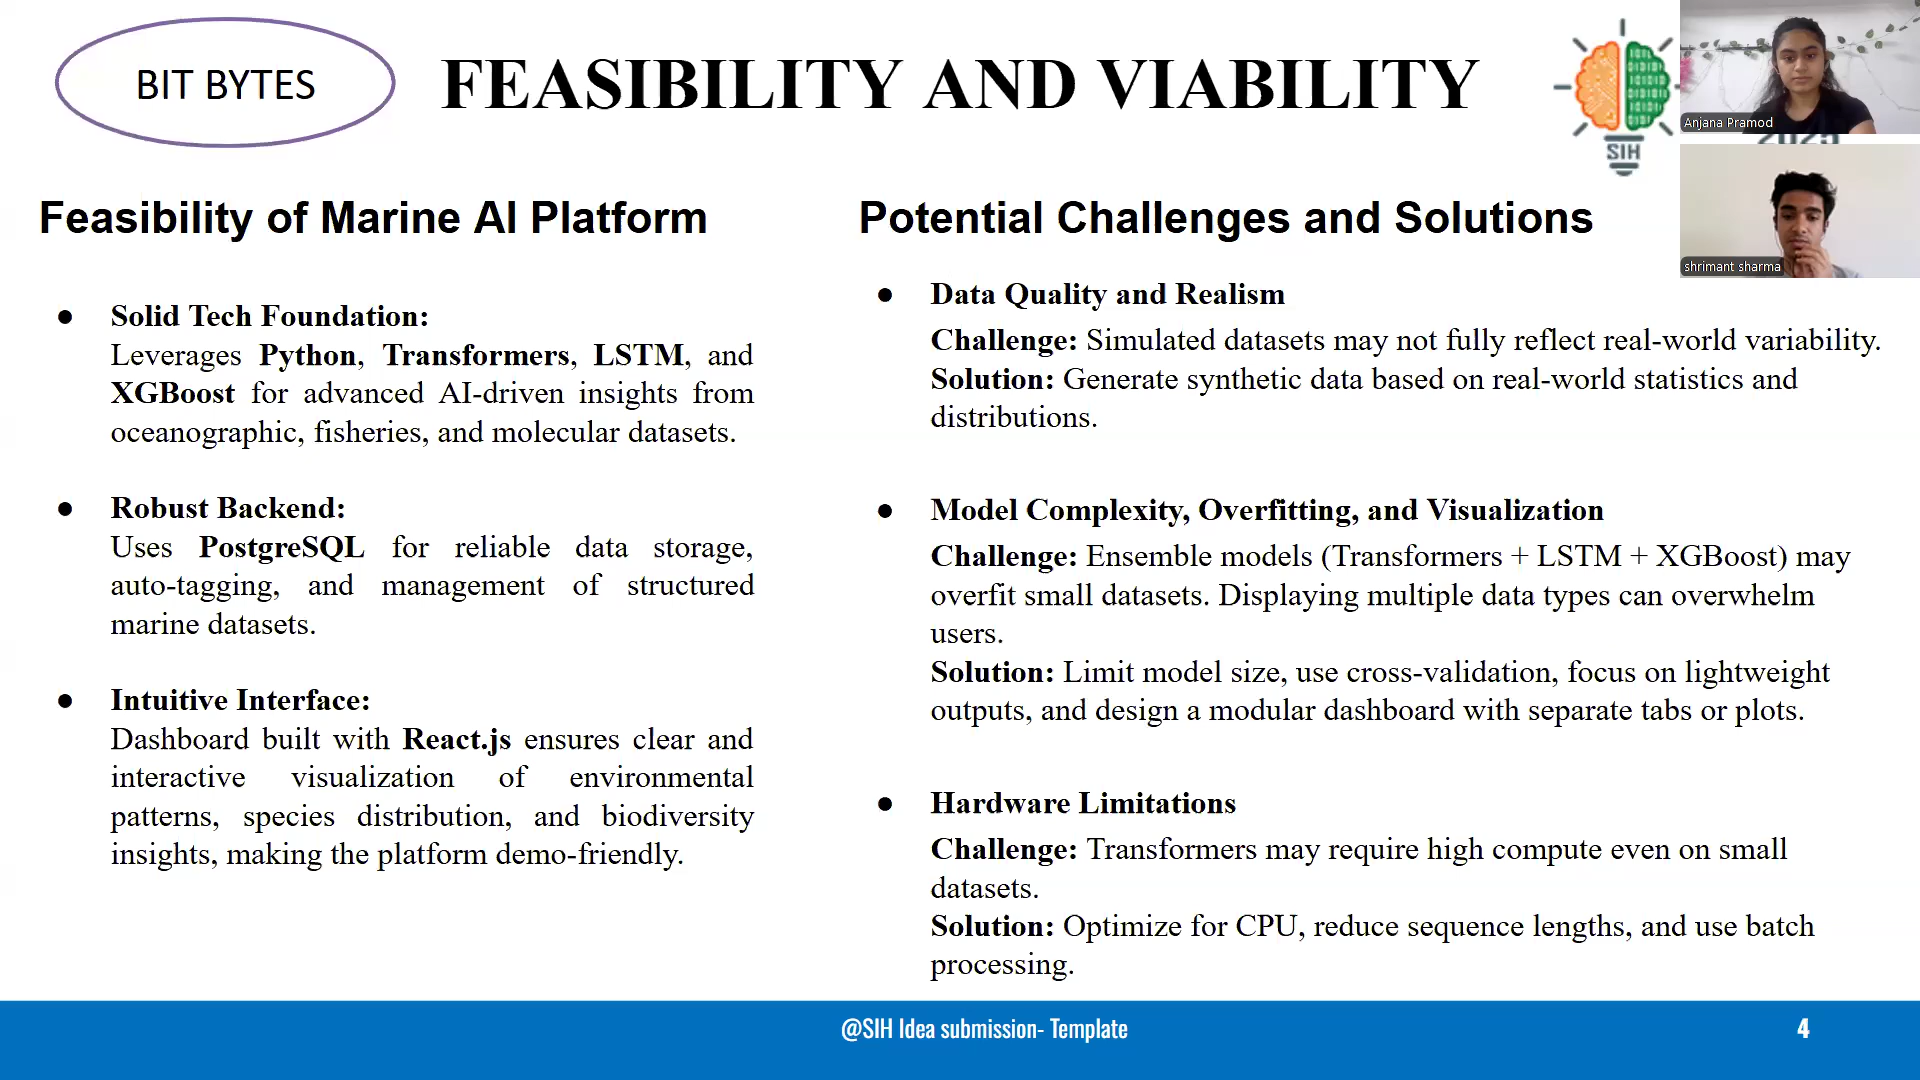 BIT BYTES
FEASIBILITY AND VIABILITY
SIH
Anjana Pramod
shrimant sharma
Feasibility of Marine AI Platform
● Solid Tech Foundation:
Leverages Python, Transformers, LSTM, and
XGBoost for advanced AI-driven insights from
oceanographic, fisheries, and molecular datasets.
● Robust Backend:
Uses PostgreSQL for reliable data storage,
auto-tagging, and management of structured
marine datasets.
● Intuitive Interface:
Dashboard built with React.js ensures clear and
interactive visualization of environmental
patterns, species distribution, and biodiversity
insights, making the platform demo-friendly.
Potential Challenges and Solutions
● Data Quality and Realism
Challenge: Simulated datasets may not fully reflect real-world variability.
Solution: Generate synthetic data based on real-world statistics and
distributions.
● Model Complexity, Overfitting, and Visualization
Challenge: Ensemble models (Transformers + LSTM + XGBoost) may
overfit small datasets. Displaying multiple data types can overwhelm
users.
Solution: Limit model size, use cross-validation, focus on lightweight
outputs, and design a modular dashboard with separate tabs or plots.
● Hardware Limitations
Challenge: Transformers may require high compute even on small
datasets.
Solution: Optimize for CPU, reduce sequence lengths, and use batch
processing.
@SIH Idea submission- Template
4